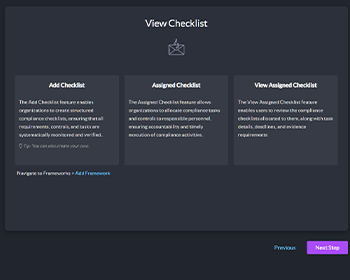 View Checklist
Add Checklist
The Add Checklist feature enables
organizations to create structured
compliance checklists, ensuring that all
requirements, controls, and tasks are
systematically monitored and verified.
Tip: You can also create your own.
Assigned Checklist
The Assigned Checklist feature allows
organizations to allocate compliance tasks
and controls to responsible personnel,
ensuring accountability and timely
execution of compliance activities.
View Assigned Checklist
The View Assigned Checklist feature
enables users to review the compliance
checklists allocated to them, along with task
details, deadlines, and evidence
requirements
Navigate to Frameworks > Add Framework
Previous
Next Step